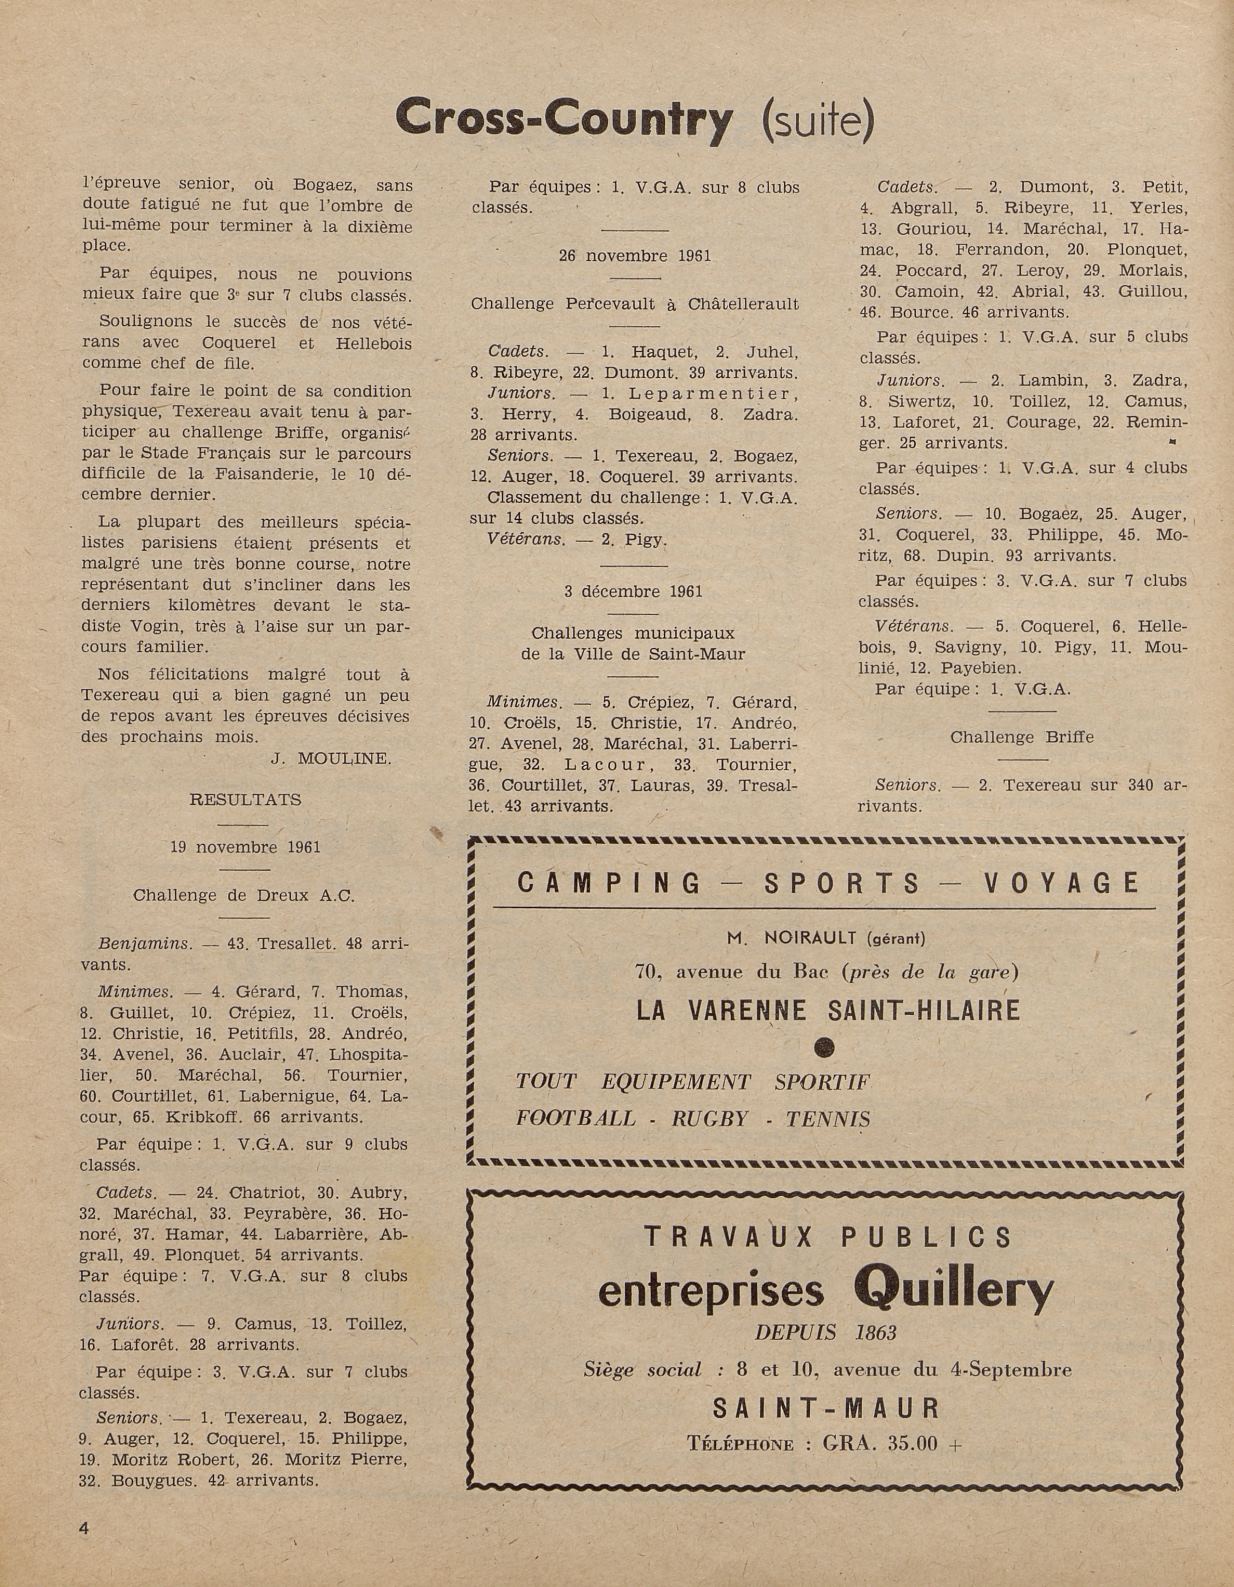 Cross-Country (suite)
l'épreuve senior, où Bogaez, sans
doute fatigué ne fut que l'ombre de
lui-même pour terminer à la dixième
place.
Par équipes, nous ne pouvions
mieux faire que 3e sur 7 clubs classés.
Soulignons le succès de nos vété-
rans avec Coquerel et Hellebois
comme chef de file.
Pour faire le point de sa condition
physique, Texereau avait tenu à par-
ticiper au challenge Briffe, organisé
par le Stade Français sur le parcours
difficile de la Faisanderie, le 10 dé-
cembre dernier.
La plupart des meilleurs spécia-
listes parisiens étaient présents et
malgré une très bonne course, notre
représentant dut s'incliner dans les
derniers kilomètres devant le sta-
diste Vogin, très à l'aise sur un par-
cours familier.
Nos félicitations malgré tout à
Texereau qui a bien gagné un peu
de repos avant les épreuves décisives
des prochains mois.
J. MOULINE.
RESULTATS
19 novembre 1961
Challenge de Dreux A.C.
Benjamins. — 43. Tresallet. 48 arri-
vants.
Minimes. — 4. Gérard, 7. Thomas,
8. Guillet, 10. Crépiez, 11. Croëls,
12. Christie, 16. Petitfils, 28. Andréo,
34. Avenel, 36. Auclair, 47. Lhospita-
lier, 50. Maréchal, 56. Tournier,
60. Courtillet, 61. Labernigue, 64. La-
cour, 65. Kribkoff. 66 arrivants.
Par équipe : 1. V.G.A. sur 9 clubs
classés.
Cadets. — 24. Chatriot, 30. Aubry,
32. Maréchal, 33. Peyrabère, 36. Ho-
noré, 37. Hamar, 44. Labarrière, Ab-
grall, 49. Plonquet. 54 arrivants.
Par équipe : 7. V.G.A. sur 8 clubs
classés.
Juniors. — 9. Camus, 13. Toillez,
16. Laforêt. 28 arrivants.
Par équipe : 3. V.G.A. sur 7 clubs
classés.
Seniors. — 1. Texereau, 2. Bogaez,
9. Auger, 12. Coquerel, 15. Philippe,
19. Moritz Robert, 26. Moritz Pierre,
32. Bouygues. 42 arrivants.
Par équipes : 1. V.G.A. sur 8 clubs
classés.
26 novembre 1961
Challenge Percevault à Châtellerault
Cadets. — 1. Haquet, 2. Juhel,
8. Ribeyre, 22. Dumont. 39 arrivants.
Juniors. — 1. Leparmentier,
3. Herry, 4. Boigeaud, 8. Zadra.
28 arrivants.
Seniors. — 1. Texereau, 2. Bogaez,
12. Auger, 18. Coquerel. 39 arrivants.
Classement du challenge : 1. V.G.A.
sur 14 clubs classés.
Vétérans. — 2. Pigy.
3 décembre 1961
Challenges municipaux
de la Ville de Saint-Maur
Minimes. — 5. Crépiez, 7. Gérard,
10. Croëls, 15. Christie, 17. Andréo,
27. Avenel, 28. Maréchal, 31. Laberri-
gue, 32. Lacour, 33. Tournier,
36. Courtillet, 37. Lauras, 39. Tresal-
let. 43 arrivants.
Cadets. — 2. Dumont, 3. Petit,
4. Abgrall, 5. Ribeyre, 11. Yerles,
13. Gouriou, 14. Maréchal, 17. Ha-
mac, 18. Ferrandon, 20. Plonquet,
24. Poccard, 27. Leroy, 29. Morlais,
30. Camoin, 42. Abrial, 43. Guillou,
46. Bource. 46 arrivants.
Par équipes : 1. V.G.A. sur 5 clubs
classés.
Juniors. — 2. Lambin, 3. Zadra,
8. Siwertz, 10. Toillez, 12. Camus,
13. Laforet, 21. Courage, 22. Remin-
ger. 25 arrivants.
Par équipes : 1. V.G.A. sur 4 clubs
classés.
Seniors. — 10. Bogaez, 25. Auger,
31. Coquerel, 33. Philippe, 45. Mo-
ritz, 68. Dupin. 93 arrivants.
Par équipes : 3. V.G.A. sur 7 clubs
classés.
Vétérans. — 5. Coquerel, 6. Helle-
bois, 9. Savigny, 10. Pigy, 11. Mou-
linié, 12. Payebien.
Par équipe : 1. V.G.A.
Challenge Briffe
Seniors. — 2. Texereau sur 340 ar-
rivants.
CAMPING — SPORTS — VOYAGE
M. NOIRAULT (gérant)
70, avenue du Bac (près de la gare)
LA VARENNE SAINT-HILAIRE
TOUT EQUIPEMENT SPORTIF
FOOTBALL - RUGBY - TENNIS
TRAVAUX PUBLICS
entreprises Quillery
DEPUIS 1863
Siège social : 8 et 10, avenue du 4-Septembre
SAINT-MAUR
TÉLÉPHONE : GRA. 35.00 +
4